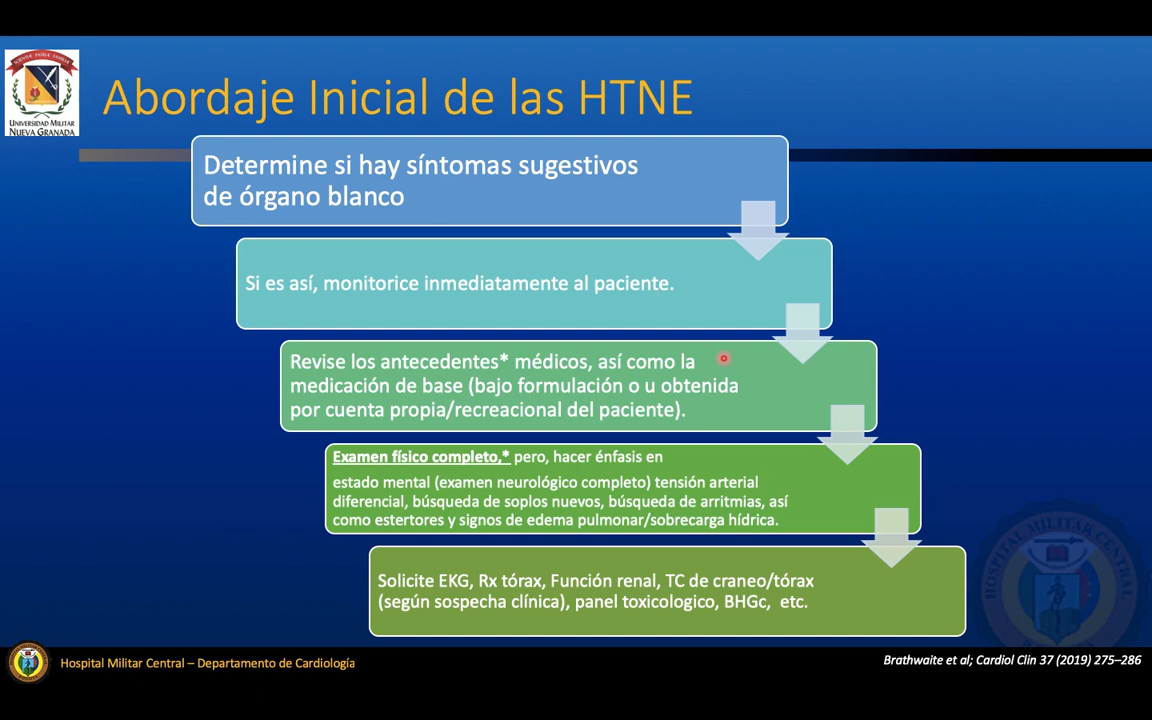 Abordaje Inicial de las HTNE
UNIVERSIDAD MILITAR
NUEVA GRANADA
Determine si hay síntomas sugestivos
de órgano blanco
Si es así, monitorice inmediatamente al paciente.
Revise los antecedentes* médicos, así como la
medicación de base (bajo formulación o u obtenida
por cuenta propia/recreacional del paciente).
Examen físico completo,* pero, hacer énfasis en
estado mental (examen neurológico completo) tensión arterial
diferencial, búsqueda de soplos nuevos, búsqueda de arritmias, así
como estertores y signos de edema pulmonar/sobrecarga hídrica.
Solicite EKG, Rx tórax, Función renal, TC de craneo/tórax
(según sospecha clínica), panel toxicologico, BHGc, etc.
HOSPITAL MILITAR CENTRAL
Hospital Militar Central – Departamento de Cardiología
Brathwaite et al; Cardiol Clin 37 (2019) 275–286